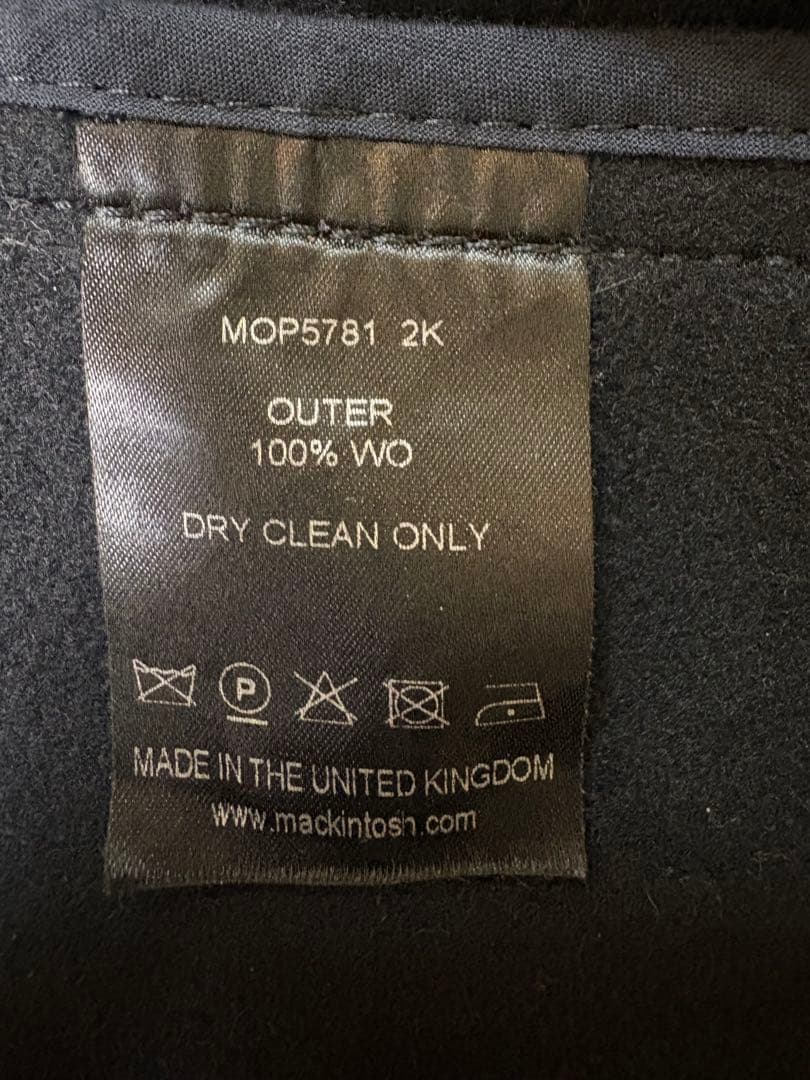 MOP5781 2K
OUTER
100% WO
DRY CLEAN ONLY
P
MADE IN THE UNITED KINGDOM
www.mackintosh.com